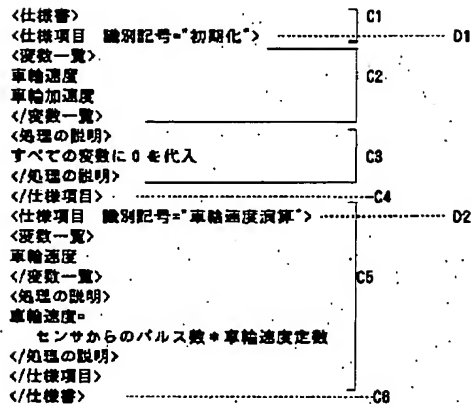 <仕様書> C1
<仕様項目 識別記号="初期化"> D1
<変数一覧>
車輪速度 C2
車輪加速度
</変数一覧>
<処理の説明>
すべての変数に0を代入 C3
</処理の説明>
</仕様項目> C4
<仕様項目 識別記号="車輪速度演算"> D2
<変数一覧>
車輪速度
</変数一覧> C5
<処理の説明>
車輪速度=
センサからのパルス数*車輪速度定数
</処理の説明>
</仕様項目>
</仕様書> C6